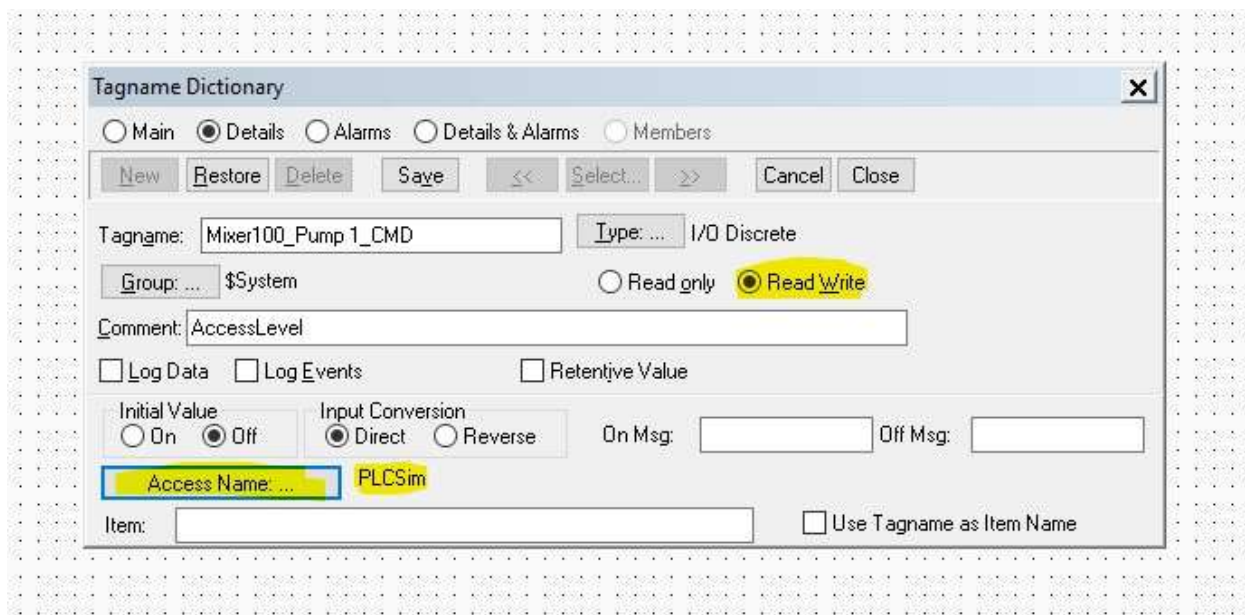 Tagname Dictionary
Main Details Alarms Details & Alarms Members
New Restore Delete Save << Select... >> Cancel Close
Tagname: Mixer100_Pump 1_CMD Type: ... I/O Discrete
Group: ... $System Read only Read Write
Comment: AccessLevel
Log Data Log Events Retentive Value
Initial Value Input Conversion
On Off Direct Reverse On Msg: Off Msg:
Access Name: ... PLCSim
Item: Use Tagname as Item Name